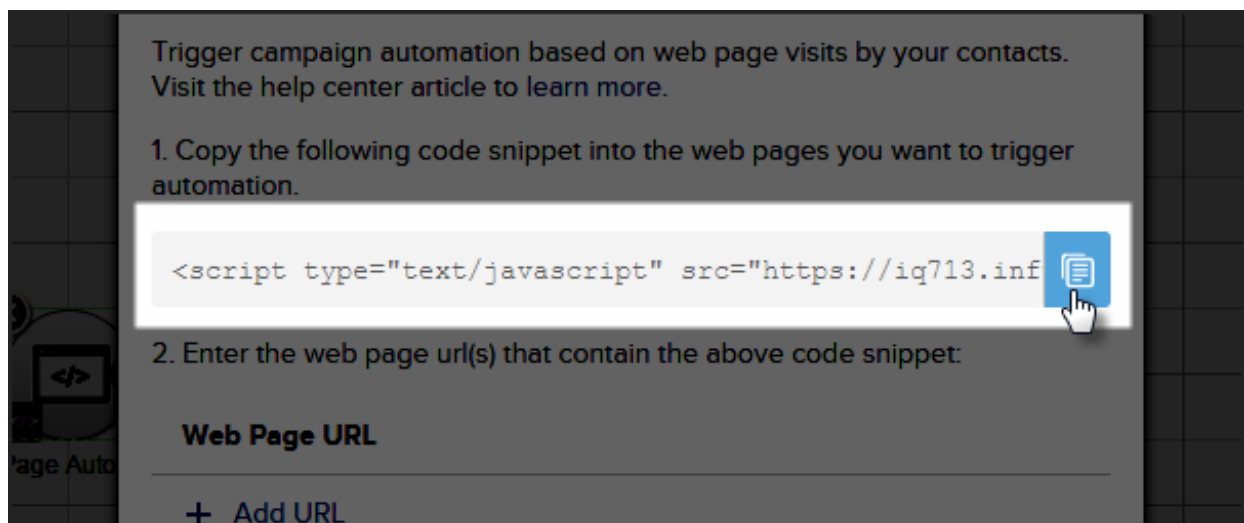 Trigger campaign automation based on web page visits by your contacts.
Visit the help center article to learn more.
1. Copy the following code snippet into the web pages you want to trigger
automation.
<script type="text/javascript" src="https://iq713.inf
2. Enter the web page url(s) that contain the above code snippet:
</>
Web Page URL
Page Auto
+ Add URL